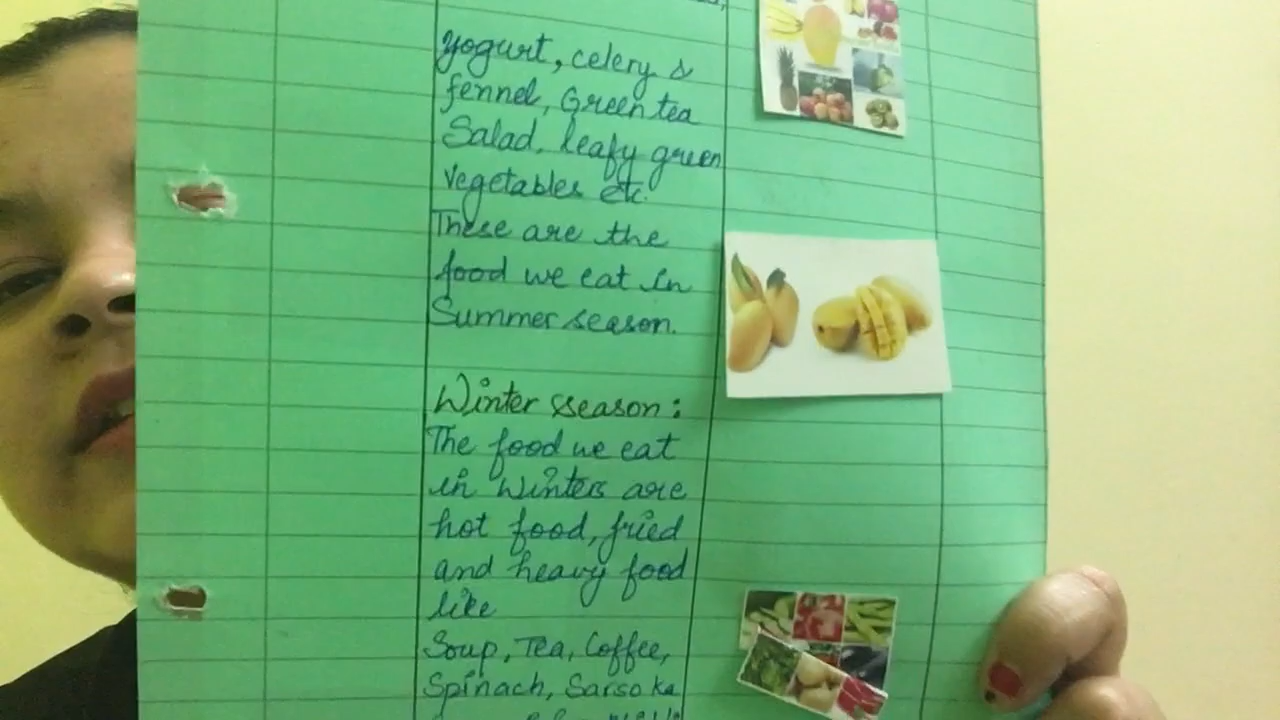 Yogurt, celery &
fennel, Green tea
Salad, leafy green
vegetables etc.
These are the
food we eat in
Summer season.
Winter sseason:
The food we eat
in Winters are
hot food, fried
and heavy food
like
Soup, Tea, Coffee,
Spinach, Sarso ka